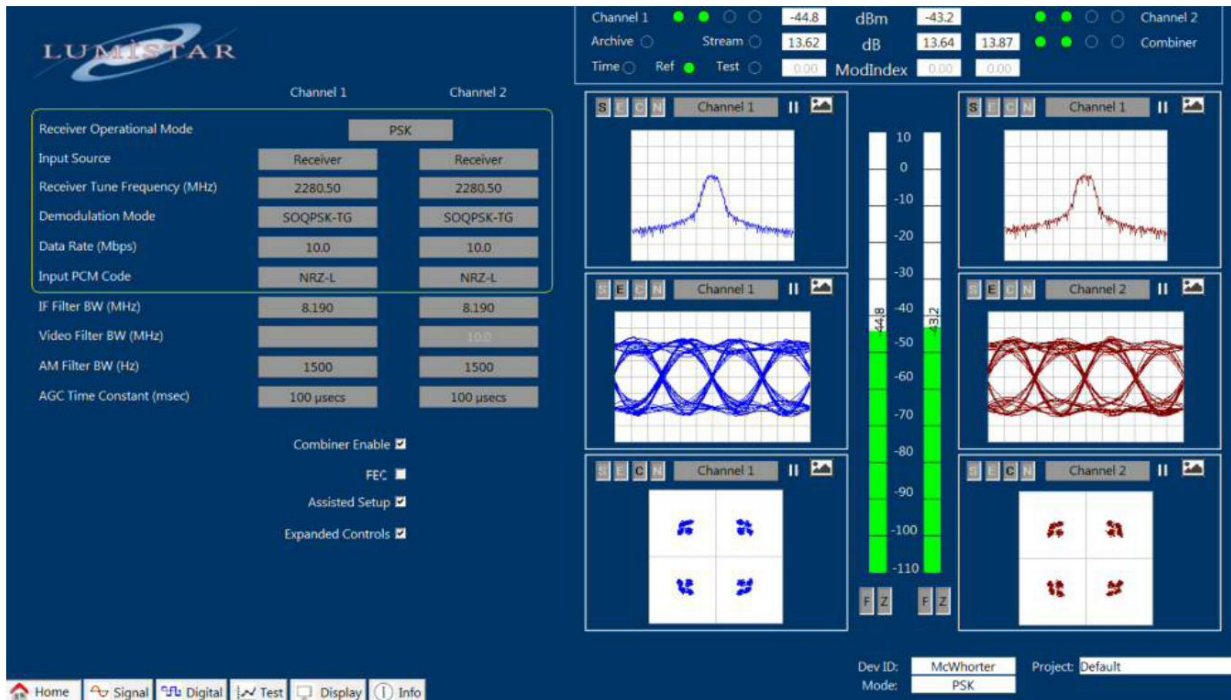 LUMISTAR
Channel 1 -44.8 dBm -43.2 Channel 2
Archive Stream 13.62 dB 13.64 13.87 Combiner
Time Ref Test 0.00 ModIndex 0.00 0.00
Channel 1 Channel 2
Receiver Operational Mode PSK
Input Source Receiver Receiver
Receiver Tune Frequency (MHz) 2280.50 2280.50
Demodulation Mode SOQPSK-TG SOQPSK-TG
Data Rate (Mbps) 10.0 10.0
Input PCM Code NRZ-L NRZ-L
IF Filter BW (MHz) 8.190 8.190
Video Filter BW (MHz) 10.0
AM Filter BW (Hz) 1500 1500
AGC Time Constant (msec) 100 µsecs 100 µsecs
Combiner Enable
FEC
Assisted Setup
Expanded Controls
S E C N Channel 1
S E C N Channel 1
S E C N Channel 1
10
0
-10
-20
-30
-40
-50
-60
-70
-80
-90
-100
-110
-44.8
-43.2
F Z F Z
S E C N Channel 1
S E C N Channel 2
S E C N Channel 2
Dev ID: McWhorter Project: Default
Mode: PSK
Home Signal Digital Test Display Info